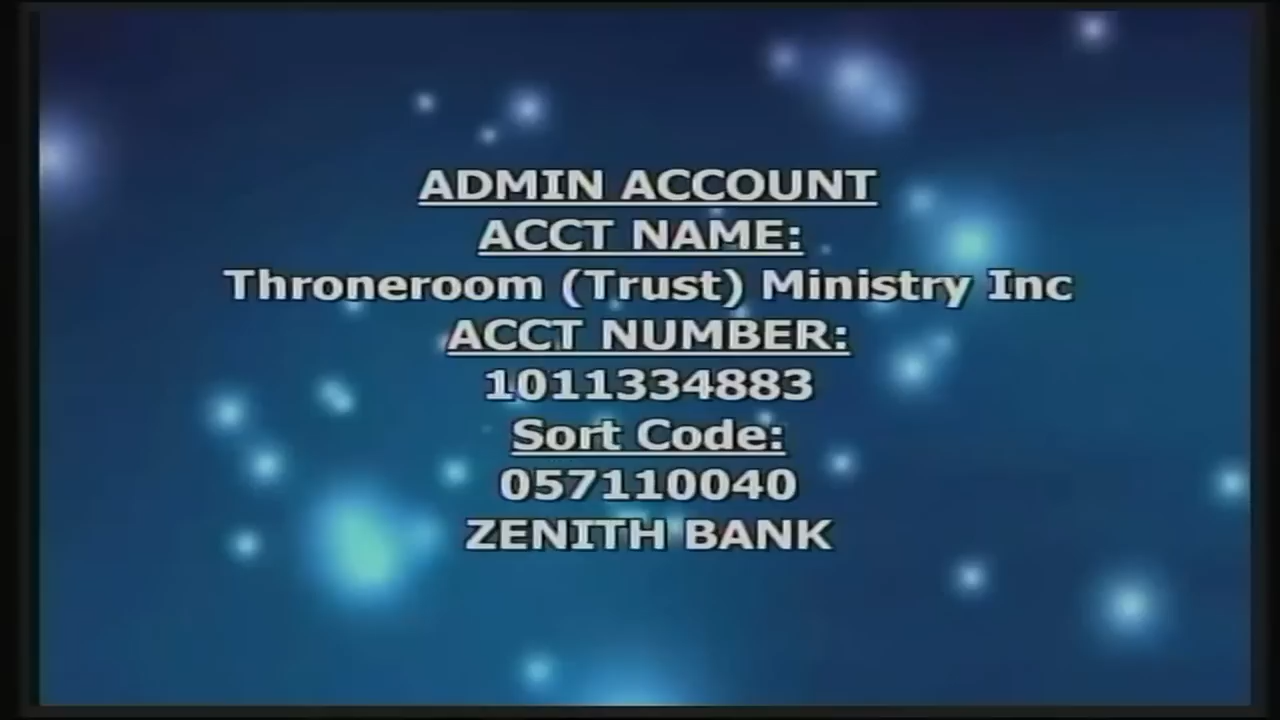 ADMIN ACCOUNT
ACCT NAME:
Throneroom (Trust) Ministry Inc
ACCT NUMBER:
1011334883
Sort Code:
057110040
ZENITH BANK